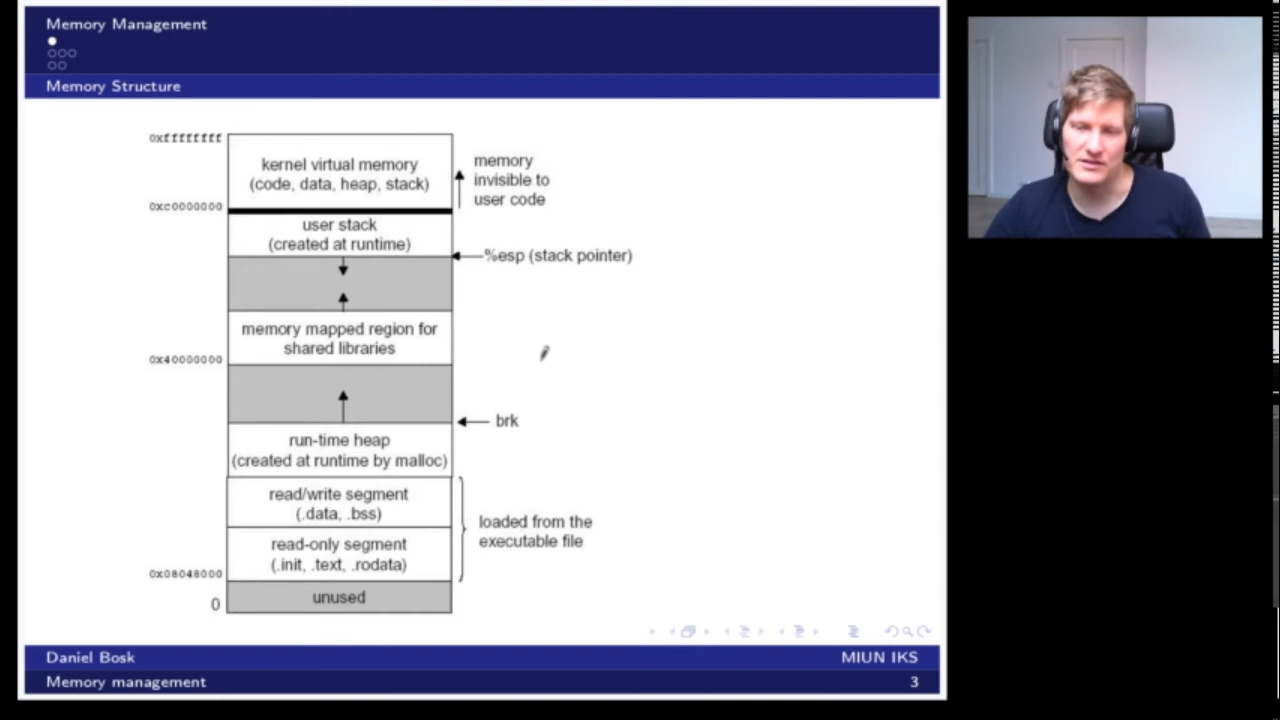 Memory Management
Memory Structure
0xffffffff
kernel virtual memory
(code, data, heap, stack)
memory
invisible to
user code
0xc0000000
user stack
(created at runtime)
%esp (stack pointer)
memory mapped region for
shared libraries
0x40000000
brk
run-time heap
(created at runtime by malloc)
read/write segment
(.data, .bss)
loaded from the
executable file
read-only segment
(.init, .text, .rodata)
0x08048000
unused
0
Daniel Bosk
MIUN IKS
Memory management
3